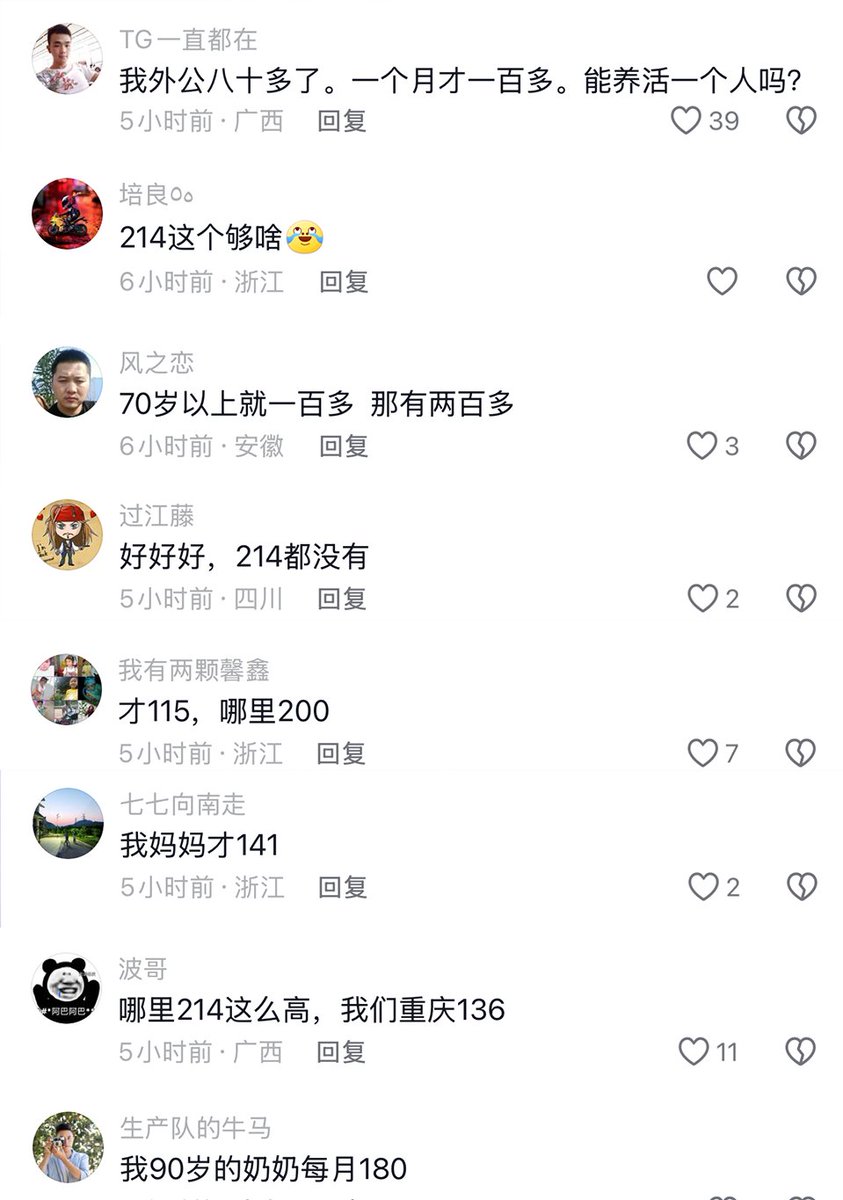 TG一直都在
我外公八十多了。一个月才一百多。能养活一个人吗?
5小时前·广西 回复 39
培良
214这个够啥😂
6小时前·浙江 回复
风之恋
70岁以上就一百多 那有两百多
6小时前·安徽 回复 3
过江藤
好好好，214都没有
5小时前·四川 回复 2
我有两颗馨鑫
才115，哪里200
5小时前·浙江 回复 7
七七向南走
我妈妈才141
5小时前·浙江 回复 2
波哥
哪里214这么高，我们重庆136
5小时前·广西 回复 11
生产队的牛马
我90岁的奶奶每月180